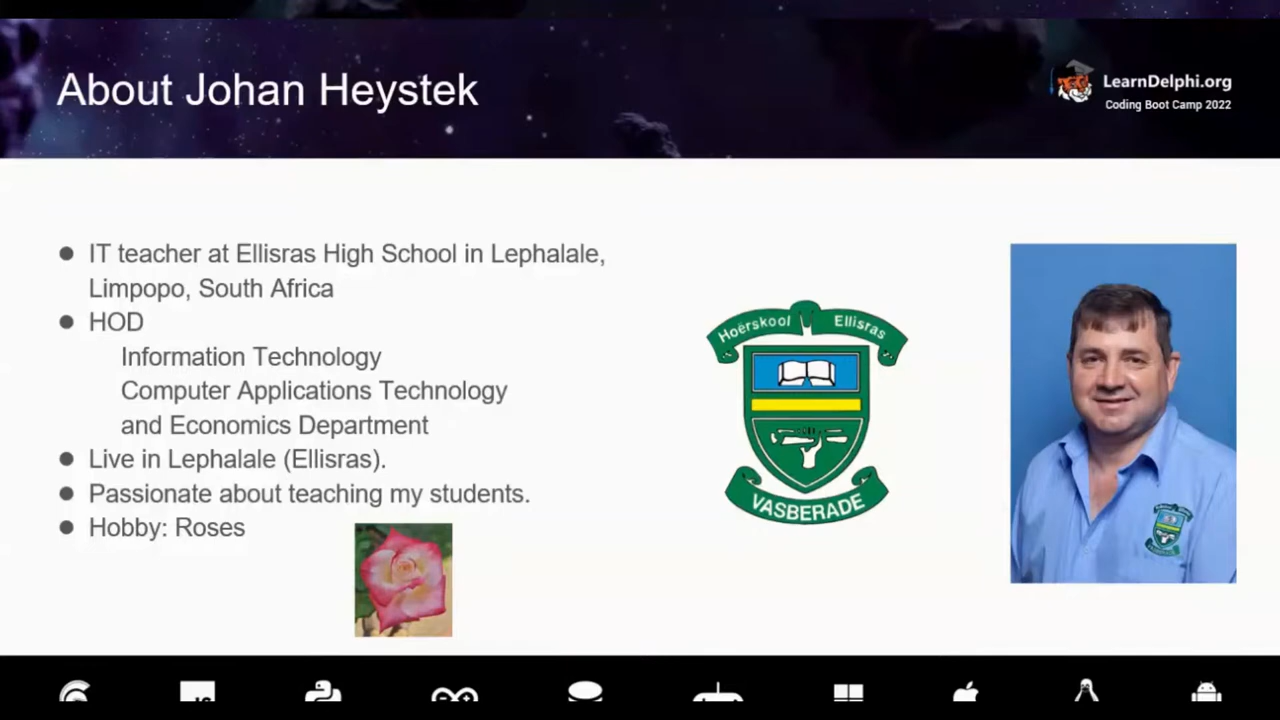 About Johan Heystek
LearnDelphi.org
Coding Boot Camp 2022
IT teacher at Ellisras High School in Lephalale,
Limpopo, South Africa
HOD
Information Technology
Computer Applications Technology
and Economics Department
Live in Lephalale (Ellisras).
Passionate about teaching my students.
Hobby: Roses
Hoërskool Ellisras
VASBERADE